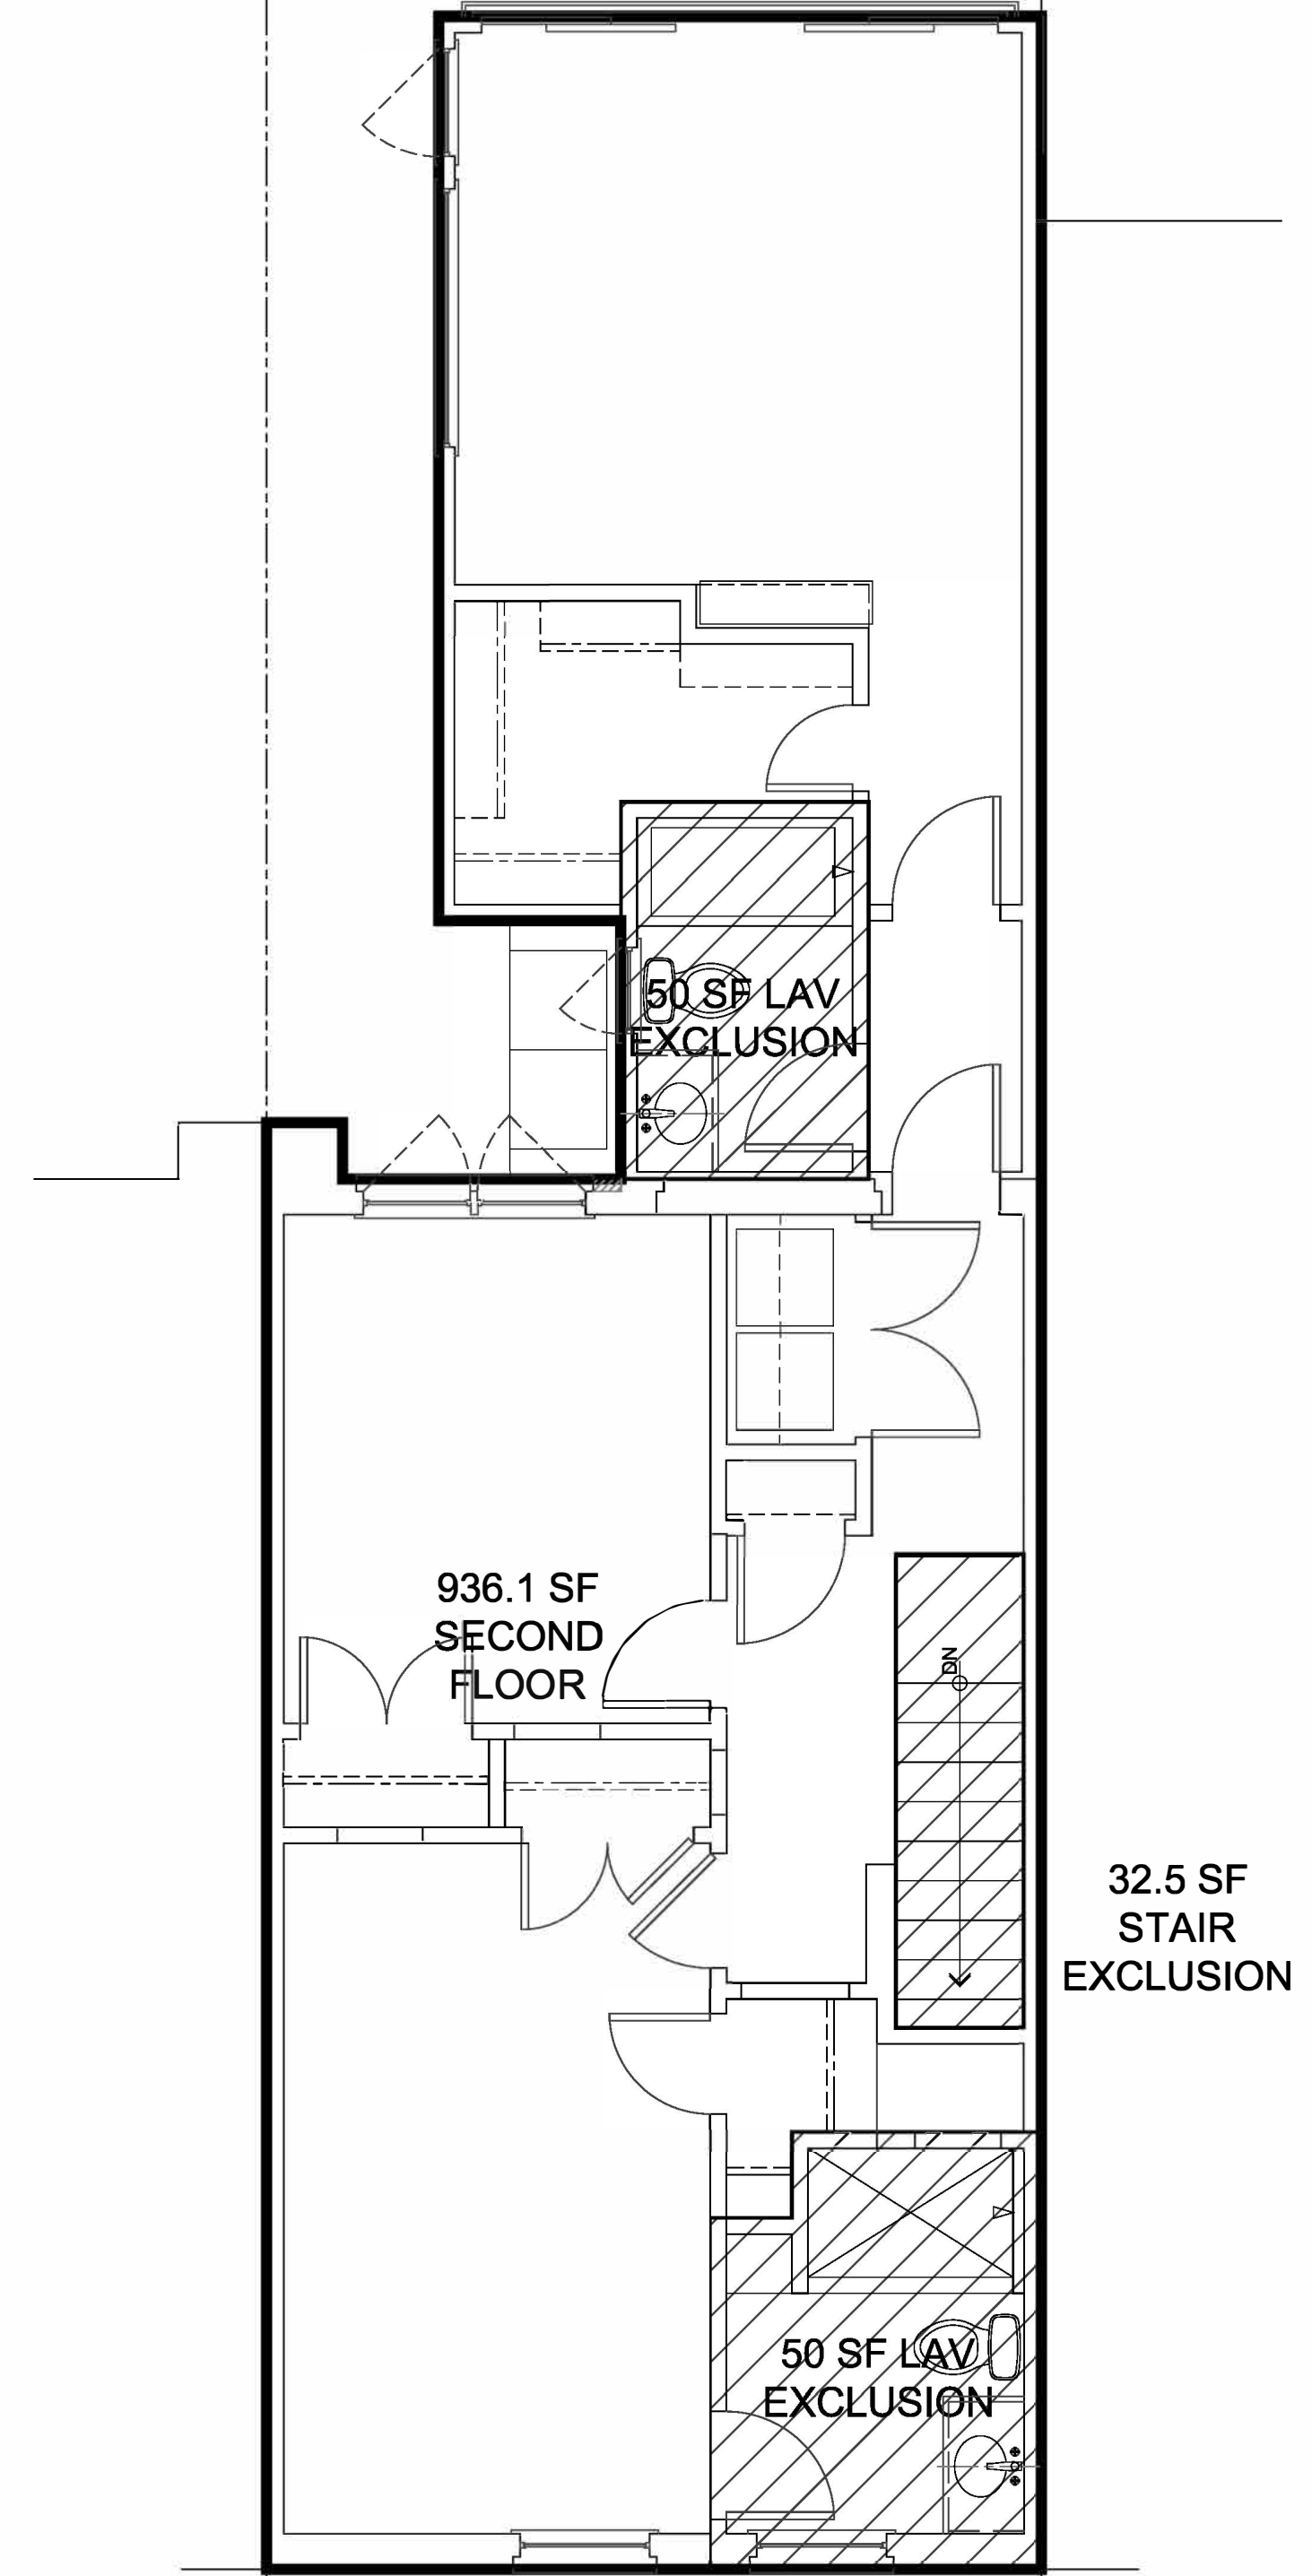 50 SF LAV
EXCLUSION
936.1 SF
SECOND
FLOOR
DN
32.5 SF
STAIR
EXCLUSION
50 SF LAV
EXCLUSION